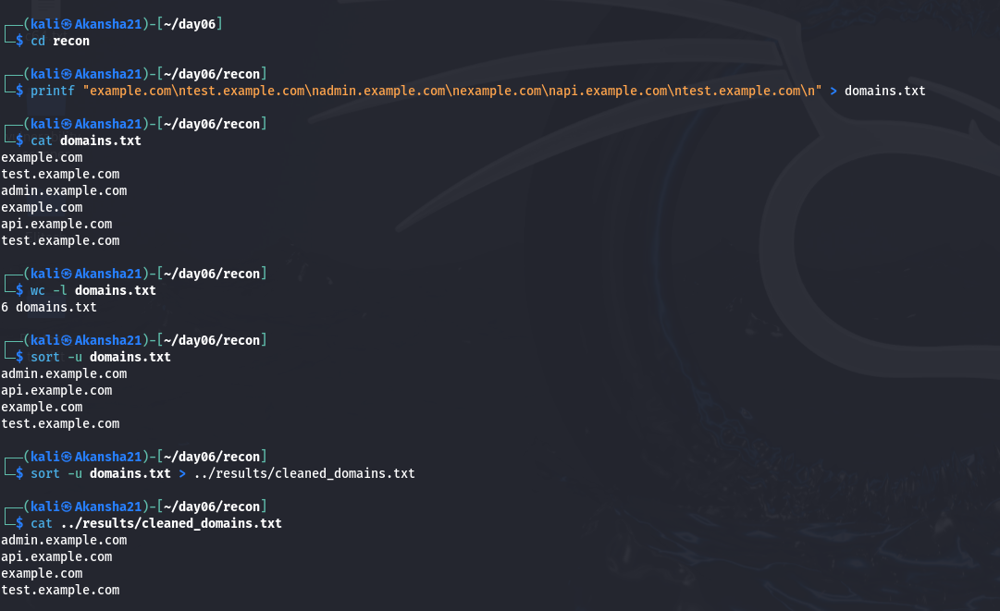 ┌──(kali㉿Akansha21)-[~/day06]
└─$ cd recon
┌──(kali㉿Akansha21)-[~/day06/recon]
└─$ printf "example.com\ntest.example.com\nadmin.example.com\nexample.com\napi.example.com\ntest.example.com\n" > domains.txt
┌──(kali㉿Akansha21)-[~/day06/recon]
└─$ cat domains.txt
example.com
test.example.com
admin.example.com
example.com
api.example.com
test.example.com
┌──(kali㉿Akansha21)-[~/day06/recon]
└─$ wc -l domains.txt
6 domains.txt
┌──(kali㉿Akansha21)-[~/day06/recon]
└─$ sort -u domains.txt
admin.example.com
api.example.com
example.com
test.example.com
┌──(kali㉿Akansha21)-[~/day06/recon]
└─$ sort -u domains.txt > ../results/cleaned_domains.txt
┌──(kali㉿Akansha21)-[~/day06/recon]
└─$ cat ../results/cleaned_domains.txt
admin.example.com
api.example.com
example.com
test.example.com